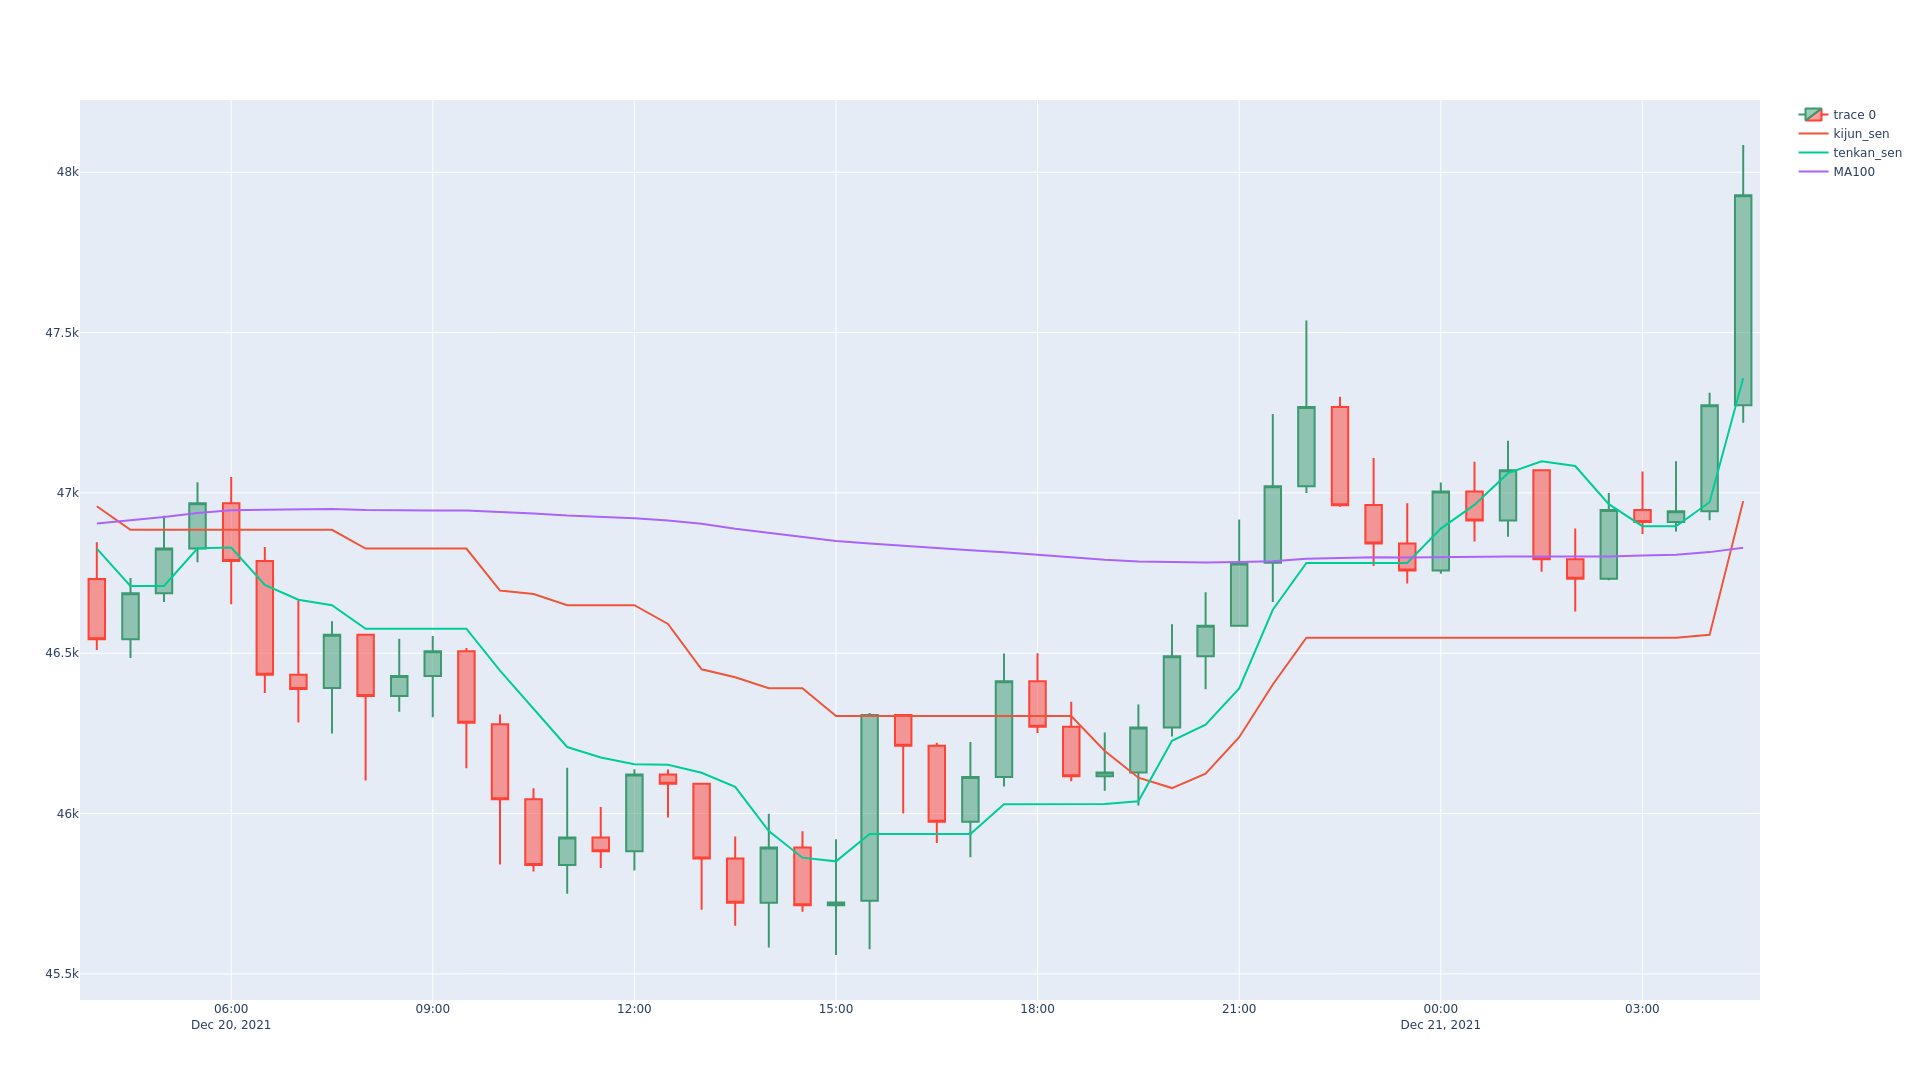 trace 0
kijun_sen
tenkan_sen
MA100
48k
47.5k
47k
46.5k
46k
45.5k
06:00 09:00 12:00 15:00 18:00 21:00 00:00 03:00
Dec 20, 2021 Dec 21, 2021